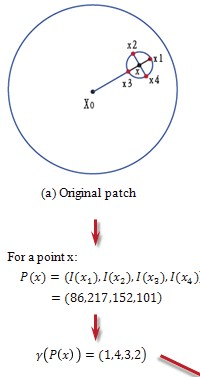 x2
x1
x
x3
x4
X₀
(a) Original patch
For a point x:
P(x) = (I(x₁), I(x₂), I(x₃), I(x₄))
= (86,217,152,101)
γ(P(x)) = (1,4,3,2)